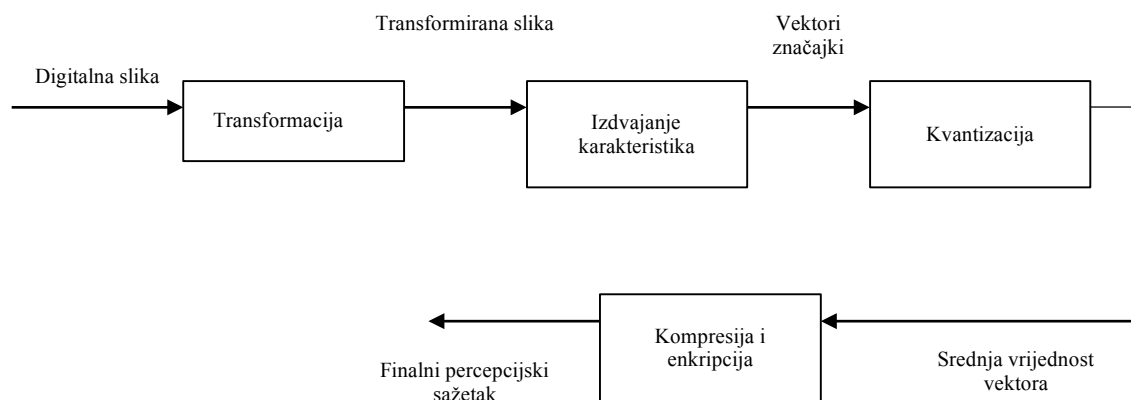 Digitalna slika
Transformacija
Transformirana slika
Izdvajanje
karakteristika
Vektori
značajki
Kvantizacija
Srednja vrijednost
vektora
Kompresija i
enkripcija
Finalni percepcijski
sažetak